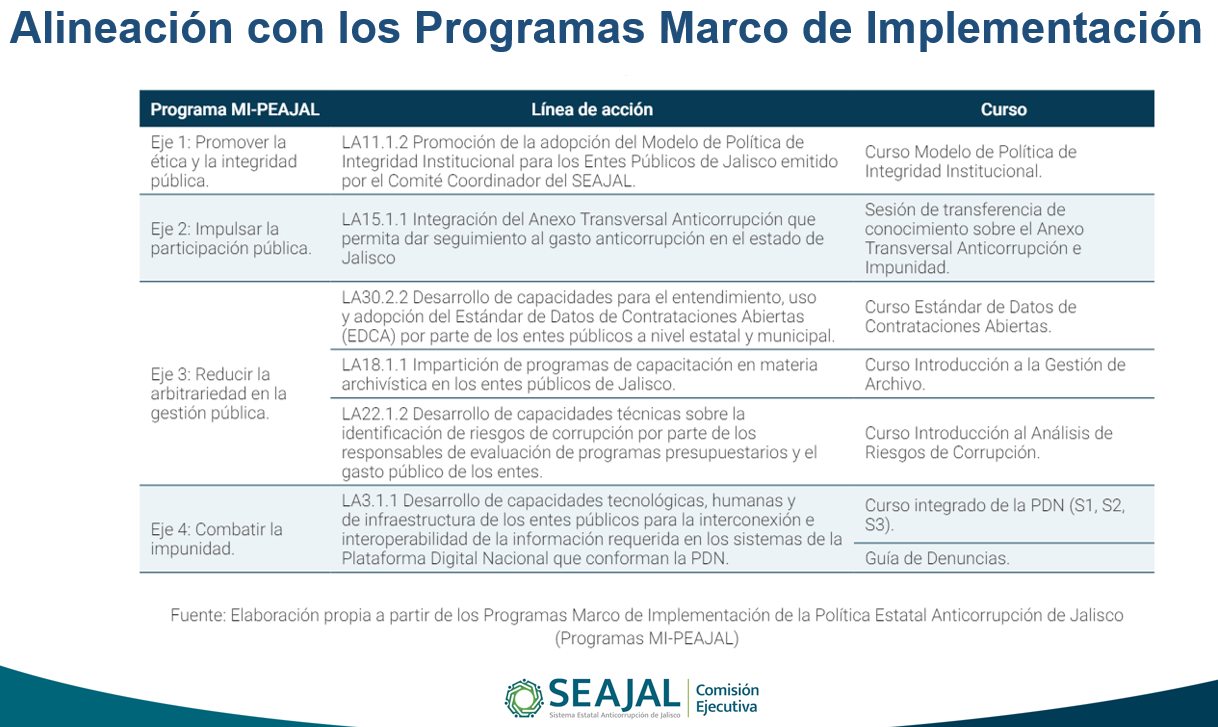 Alineación con los Programas Marco de Implementación
Programa MI-PEAJAL
Línea de acción
Curso
Eje 1: Promover la
ética y la integridad
pública.
LA11.1.2 Promoción de la adopción del Modelo de Política de
Integridad Institucional para los Entes Públicos de Jalisco emitido
por el Comité Coordinador del SEAJAL.
Curso Modelo de Política de
Integridad Institucional.
Eje 2: Impulsar la
participación pública.
LA15.1.1 Integración del Anexo Transversal Anticorrupción que
permita dar seguimiento al gasto anticorrupción en el estado de
Jalisco
Sesión de transferencia de
conocimiento sobre el Anexo
Transversal Anticorrupción e
Impunidad.
Eje 3: Reducir la
arbitrariedad en la
gestión pública.
LA30.2.2 Desarrollo de capacidades para el entendimiento, uso
y adopción del Estándar de Datos de Contrataciones Abiertas
(EDCA) por parte de los entes públicos a nivel estatal y municipal.
Curso Estándar de Datos de
Contrataciones Abiertas.
LA18.1.1 Impartición de programas de capacitación en materia
archivística en los entes públicos de Jalisco.
Curso Introducción a la Gestión de
Archivo.
LA22.1.2 Desarrollo de capacidades técnicas sobre la
identificación de riesgos de corrupción por parte de los
responsables de evaluación de programas presupuestarios y el
gasto público de los entes.
Curso Introducción al Análisis de
Riesgos de Corrupción.
Eje 4: Combatir la
impunidad.
LA3.1.1 Desarrollo de capacidades tecnológicas, humanas y
de infraestructura de los entes públicos para la interconexión e
interoperabilidad de la información requerida en los sistemas de la
Plataforma Digital Nacional que conforman la PDN.
Curso integrado de la PDN (S1, S2,
S3).
Guía de Denuncias.
Fuente: Elaboración propia a partir de los Programas Marco de Implementación de la Política Estatal Anticorrupción de Jalisco
(Programas MI-PEAJAL)
SEAJAL
Sistema Estatal Anticorrupción de Jalisco
Comisión
Ejecutiva